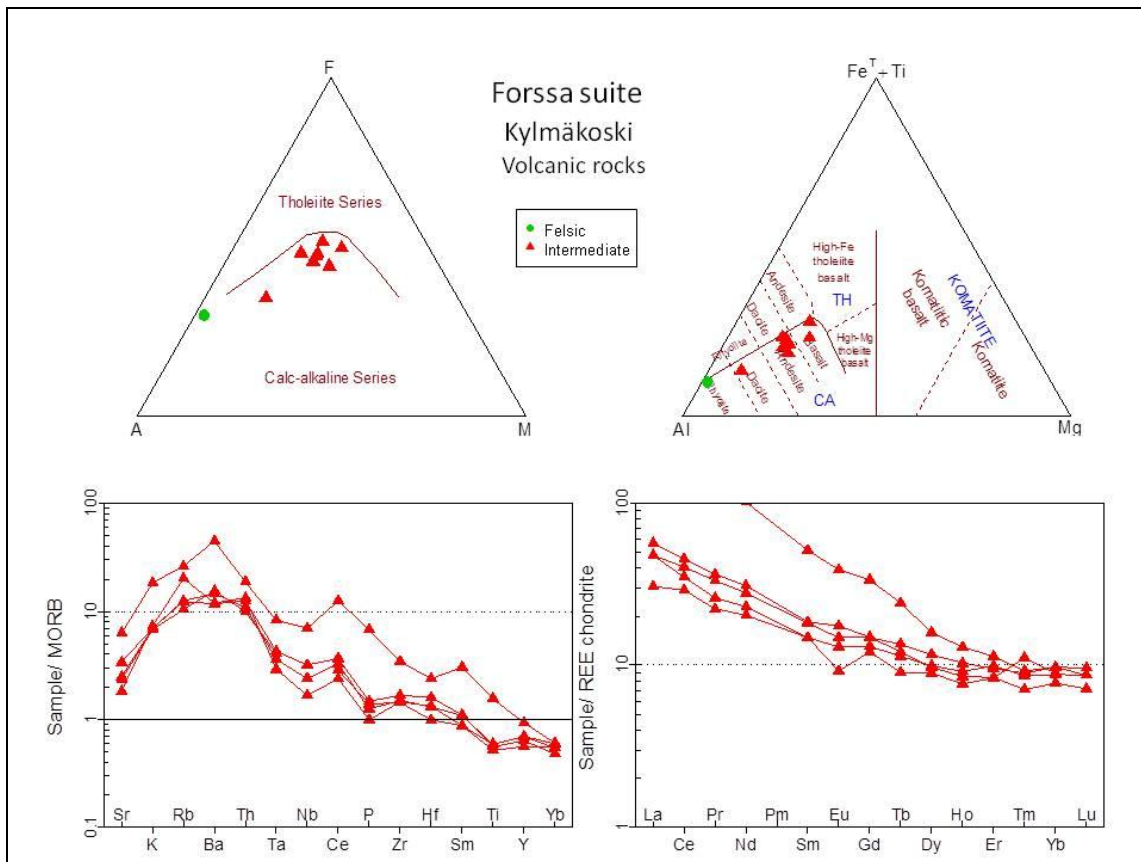 F
Tholeiite Series
Calc-alkaline Series
A
M
Forssa suite
Kylmäkoski
Volcanic rocks
Felsic
Intermediate
Fe T + Ti
High-Fe
tholeiite
basalt
TH
Andesite
Dacite
Rhyolite
Rhyolite
Dacite
Andesite
Basalt
High-Mg
tholeiite
basalt
CA
Komatiitic
basalt
KOMATIITE
Komatiite
Al
Mg
Sample/ MORB
100
10
1
0.1
Sr Rb Th Nb P Hf Ti Yb
K Ba Ta Ce Zr Sm Y
Sample/ REE chondrite
100
10
1
La Pr Pm Eu Tb Ho Tm Lu
Ce Nd Sm Gd Dy Er Yb